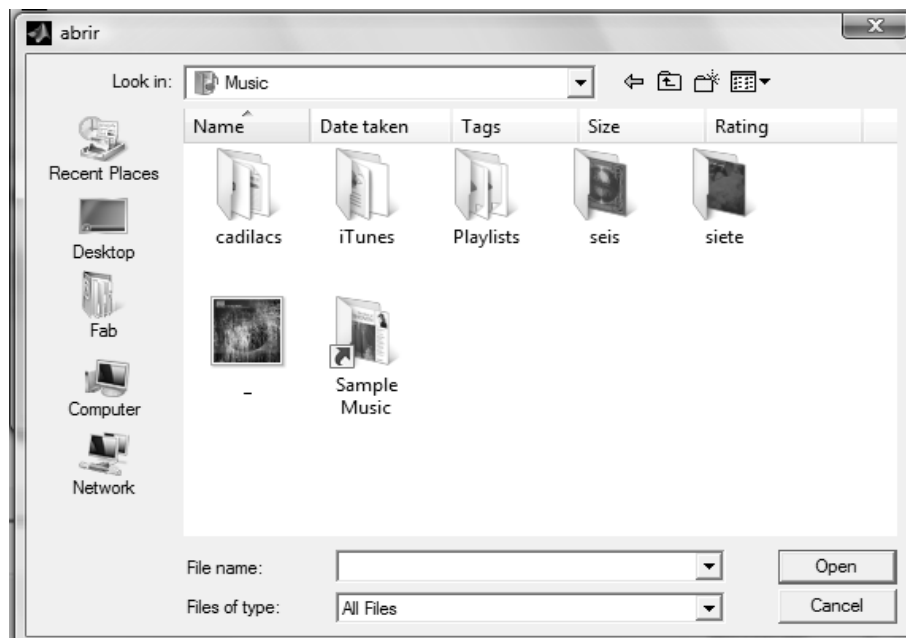 abrir
Look in: Music
Name Date taken Tags Size Rating
Recent Places
Desktop
Fab
Computer
Network
cadilacs iTunes Playlists seis siete
_ Sample
Music
File name: Open
Files of type: All Files Cancel